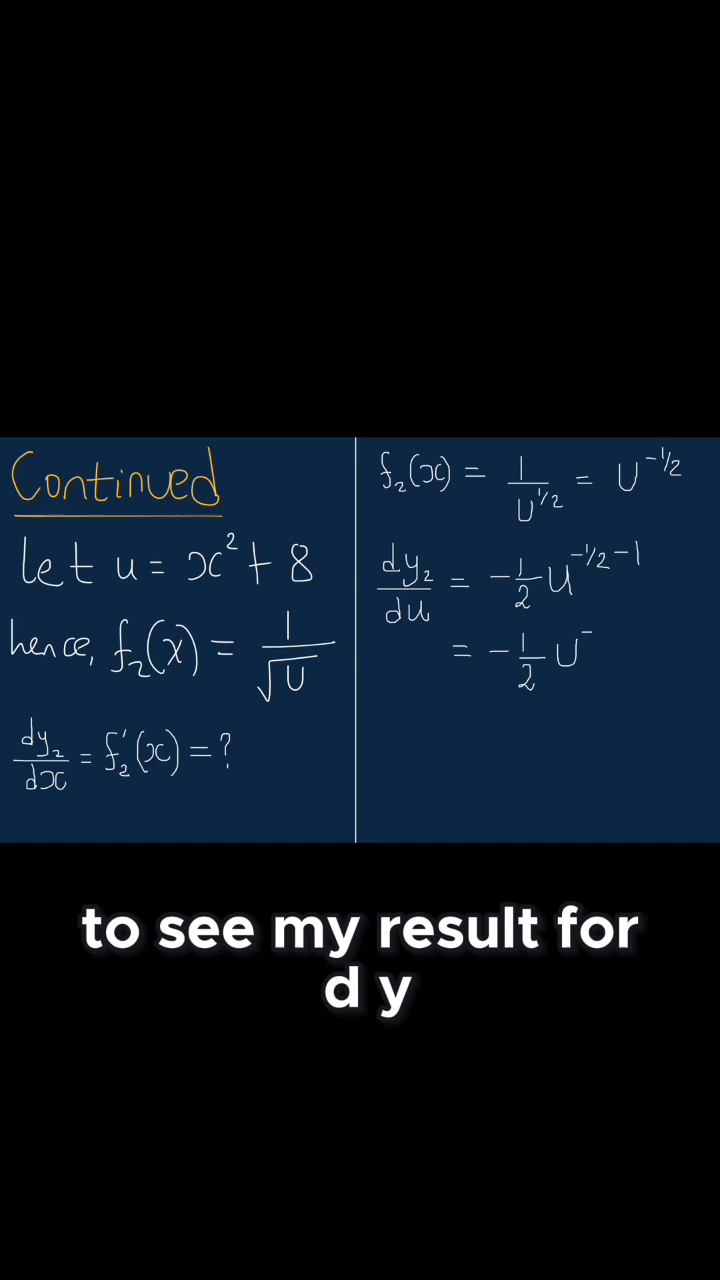 Continued
let u = x² + 8
hence, f₂(x) = 1/√U
dy₂/dx = f₂'(x) = ?
f₂(x) = 1/U^½ = U^-½
dy₂/du = -½ U^-½-1
= -½ U^-
to see my result for
d y